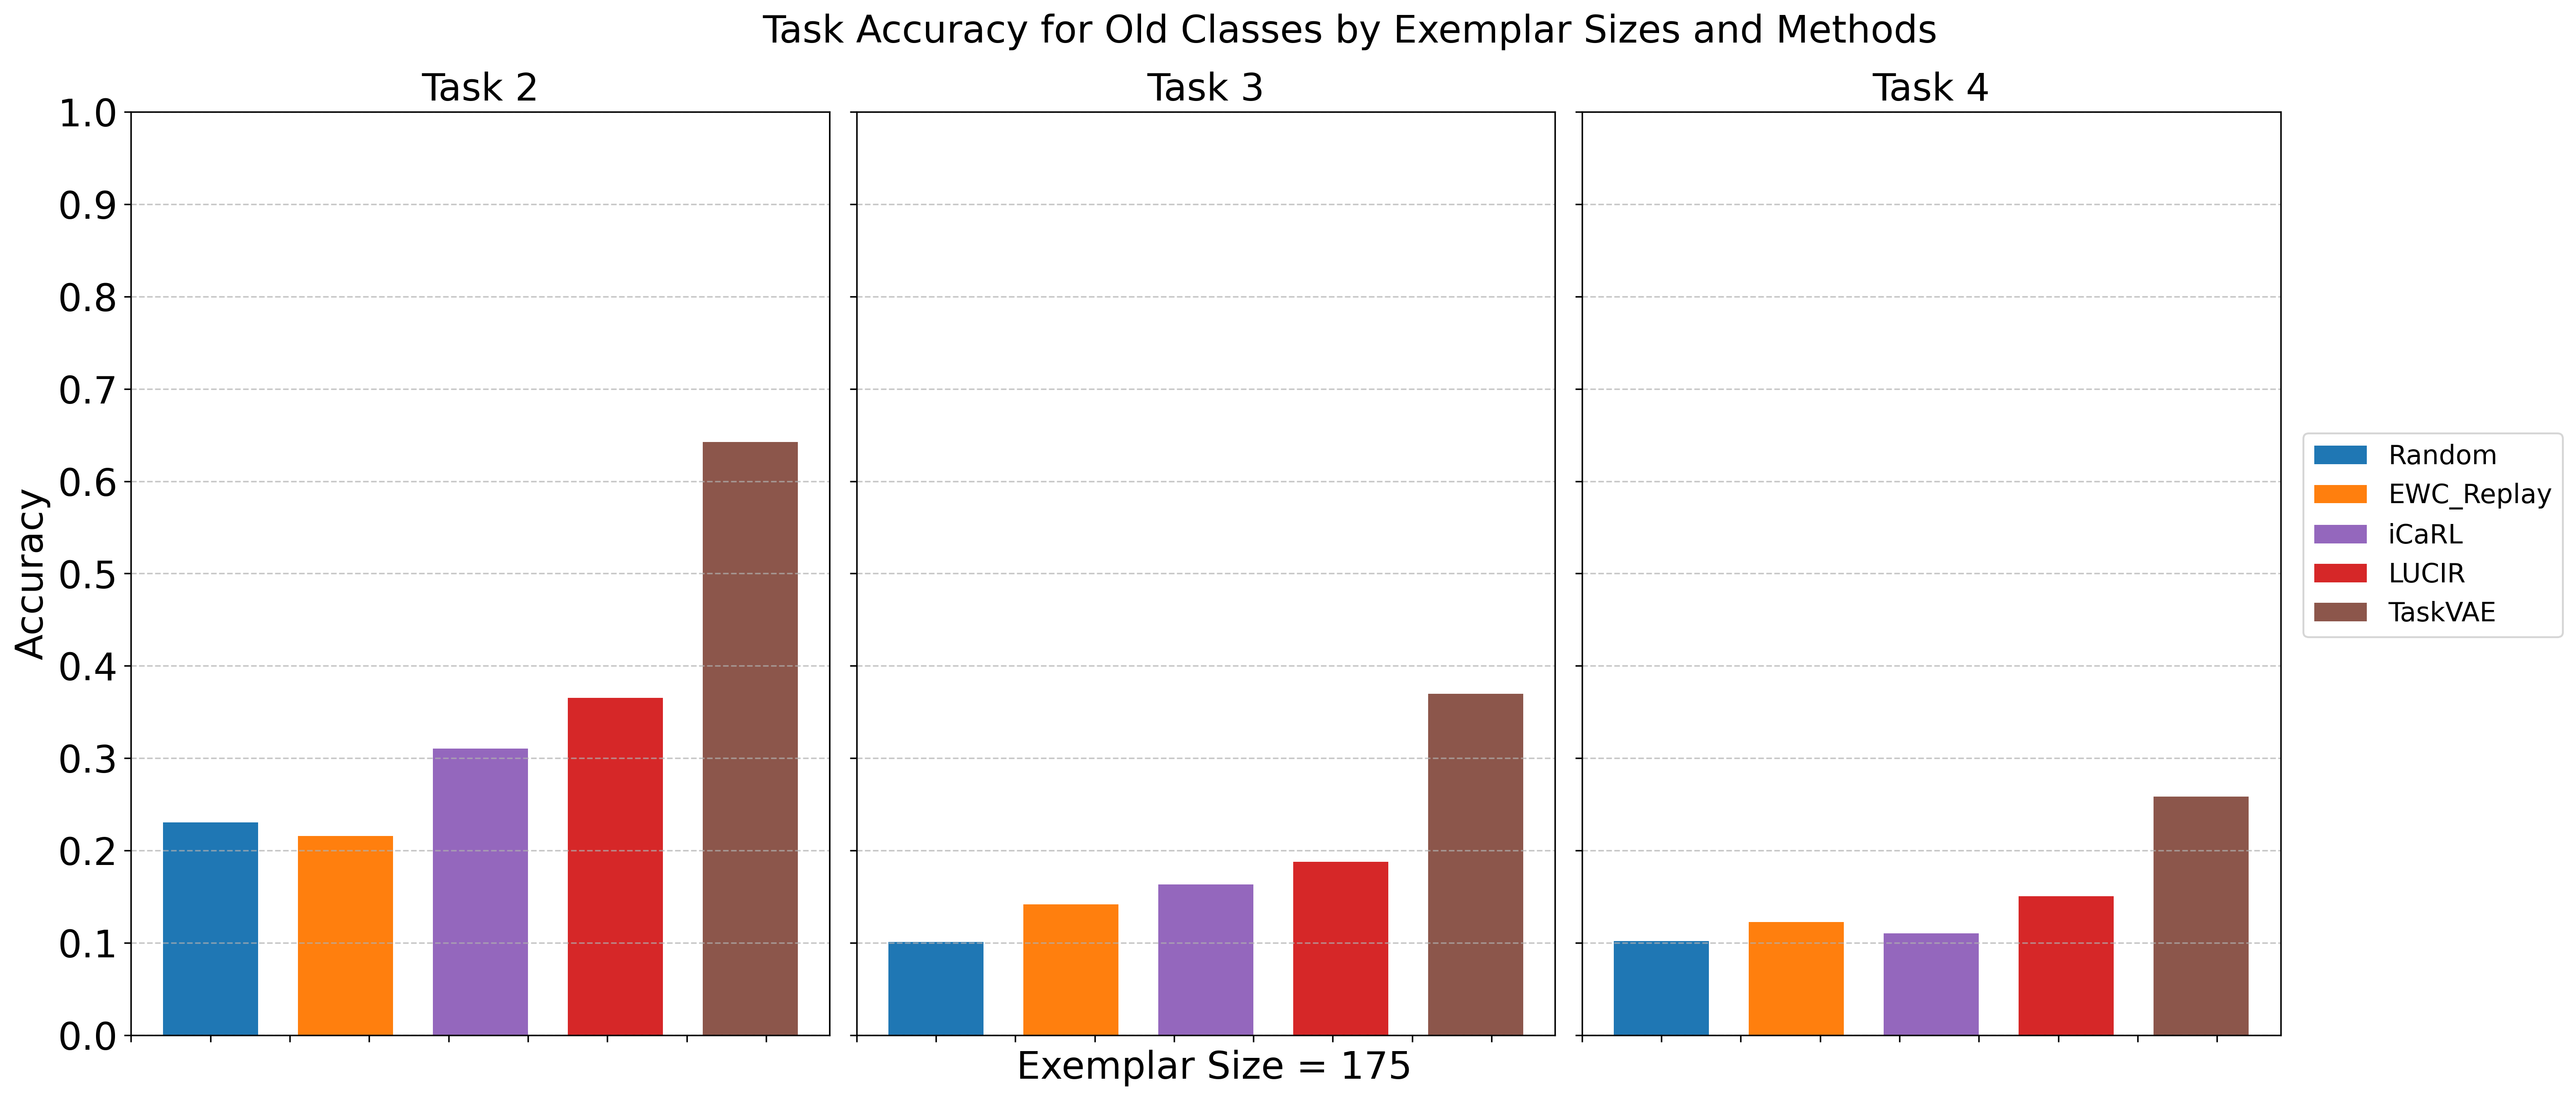 Task Accuracy for Old Classes by Exemplar Sizes and Methods
Task 2
Task 3
Task 4
1.0
0.9
0.8
0.7
0.6
0.5
0.4
0.3
0.2
0.1
0.0
Accuracy
Exemplar Size = 175
Random
EWC_Replay
iCaRL
LUCIR
TaskVAE